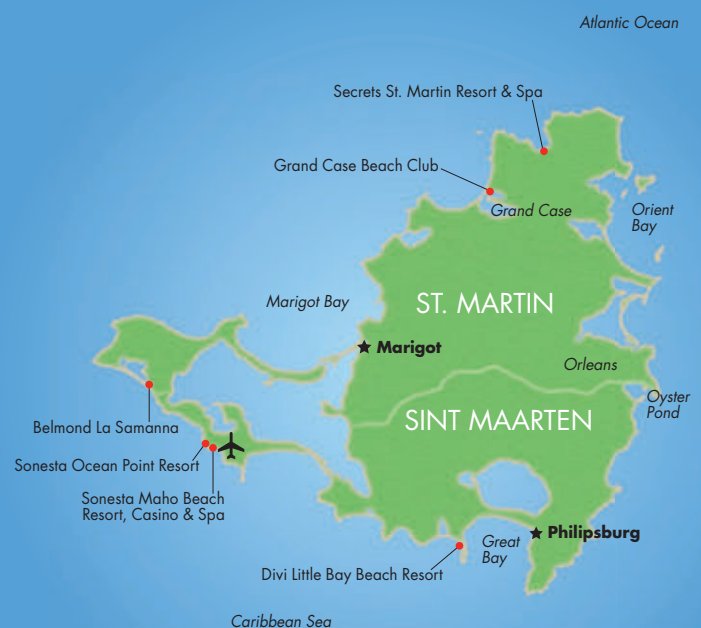 Atlantic Ocean
Secrets St. Martin Resort & Spa
Grand Case Beach Club
Grand Case
Orient
Bay
Marigot Bay
ST. MARTIN
Marigot
Orleans
Oyster
Pond
Belmond La Samanna
SINT MAARTEN
Sonesta Ocean Point Resort
Sonesta Maho Beach
Resort, Casino & Spa
Great
Bay
Philipsburg
Divi Little Bay Beach Resort
Caribbean Sea